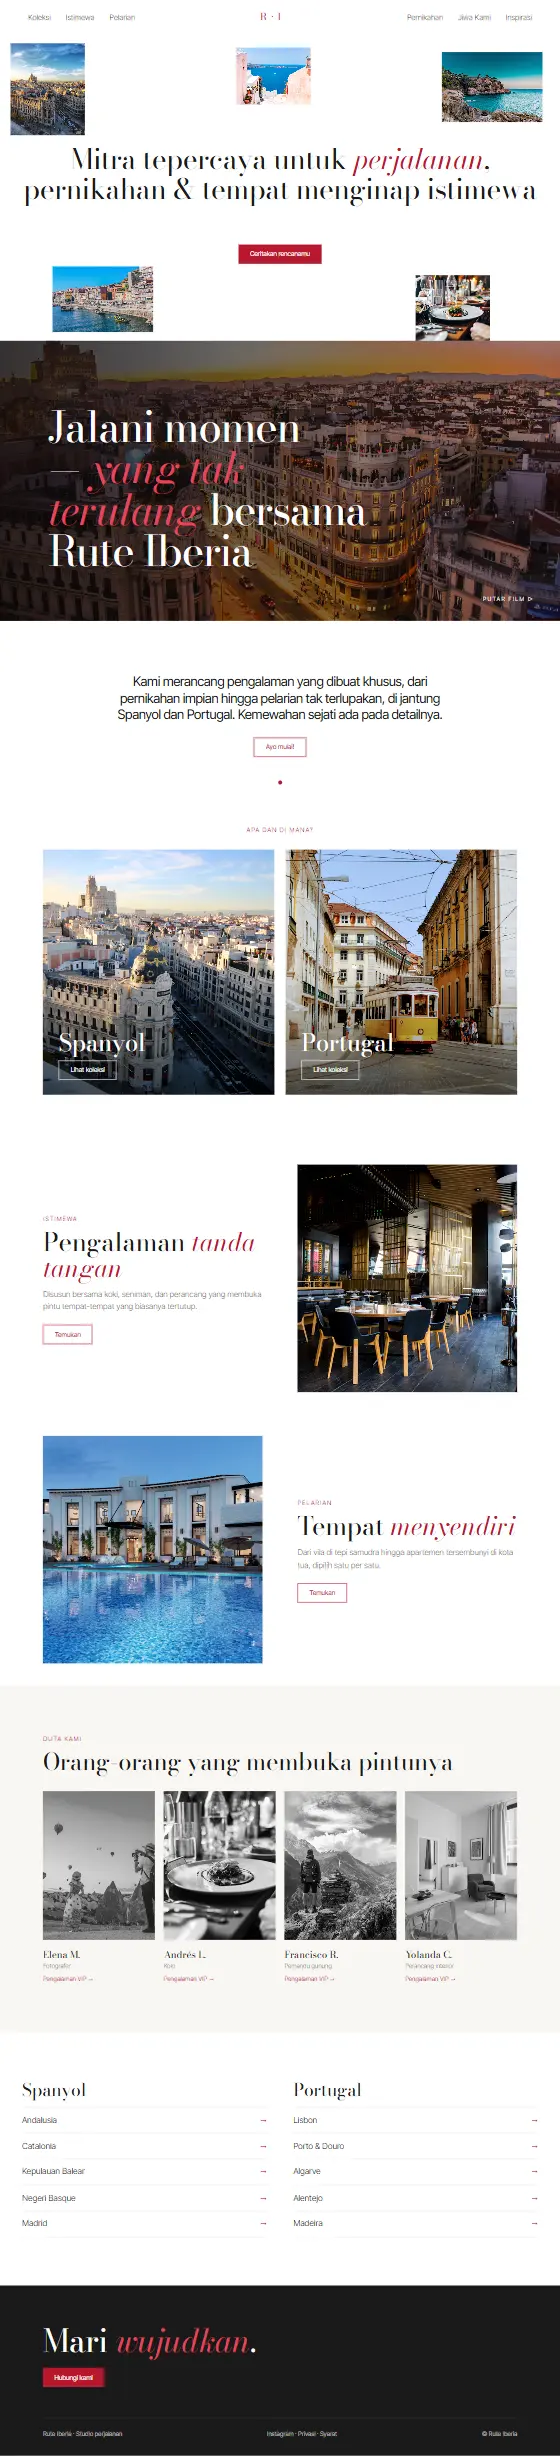 Koleksi Istimewa Pelarian R · I Pernikahan Jiwa Kami Inspirasi
Mitra tepercaya untuk perjalanan,
pernikahan & tempat menginap istimewa
Ceritakan rencanamu
Jalani momen
— yang tak
terulang bersama
Rute Iberia
PUTAR FILM ▷
Kami merancang pengalaman yang dibuat khusus, dari
pernikahan impian hingga pelarian tak terlupakan, di jantung
Spanyol dan Portugal. Kemewahan sejati ada pada detailnya.
Ayo mulai!
APA DAN DI MANA?
Spanyol
Lihat koleksi
Portugal
Lihat koleksi
ISTIMEWA
Pengalaman tanda
tangan
Disusun bersama koki, seniman, dan perancang yang membuka
pintu tempat-tempat yang biasanya tertutup.
Temukan
PELARIAN
Tempat menyendiri
Dari vila di tepi samudra hingga apartemen tersembunyi di kota
tua, dipilih satu per satu.
Temukan
DUTA KAMI
Orang-orang yang membuka pintunya
Elena M.
Fotografer
Pengalaman VIP →
Andrés L.
Koki
Pengalaman VIP →
Francisco R.
Pemandu gunung
Pengalaman VIP →
Yolanda C.
Perancang interior
Pengalaman VIP →
Spanyol
Andalusia →
Catalonia →
Kepulauan Balear →
Negeri Basque →
Madrid →
Portugal
Lisbon →
Porto & Douro →
Algarve →
Alentejo →
Madeira →
Mari wujudkan.
Hubungi kami
Rute Iberia · Studio perjalanan
Instagram · Privasi · Syarat
© Rute Iberia